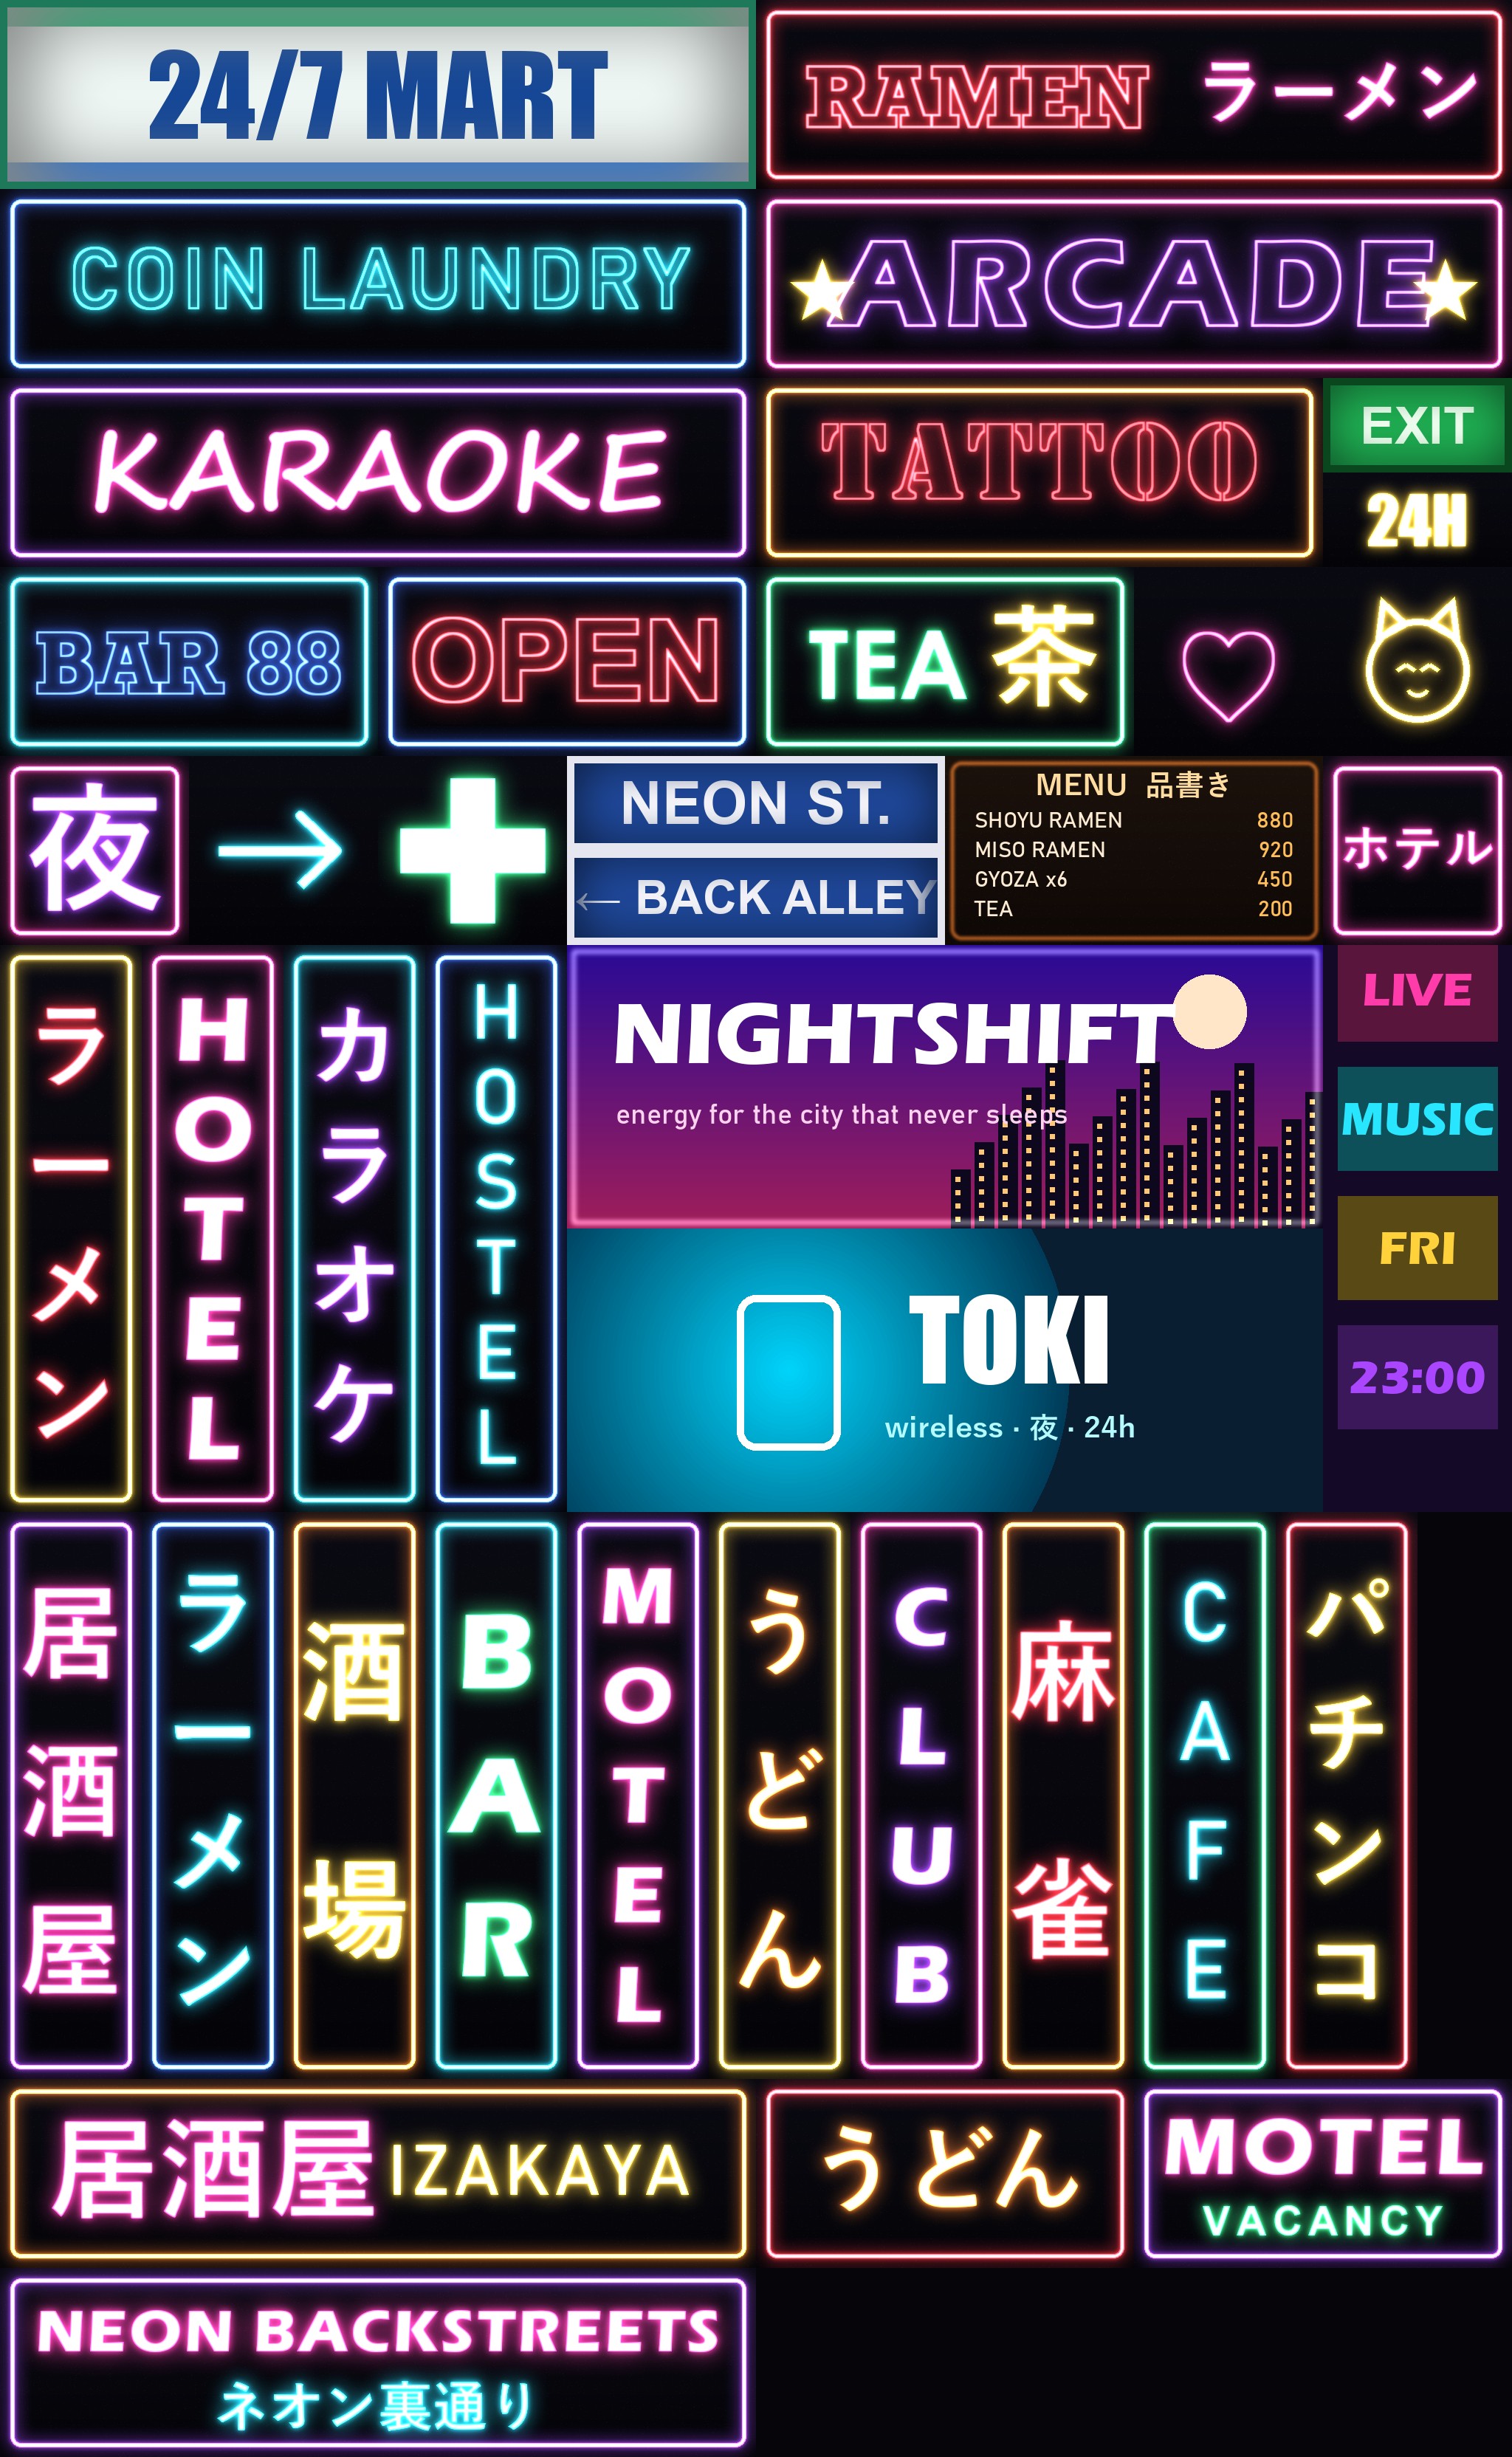 24/7 MART
RAMEN ラーメン
COIN LAUNDRY
ARCADE
KARAOKE
TATTOO
EXIT
24H
BAR 88
OPEN
TEA 茶
夜
→
NEON ST.
← BACK ALLEY
MENU 品書き
SHOYU RAMEN 880
MISO RAMEN 920
GYOZA x6 450
TEA 200
ホテル
ラーメン
HOTEL
カラオケ
HOSTEL
NIGHTSHIFT
energy for the city that never sleeps
TOKI
wireless · 夜 · 24h
LIVE
MUSIC
FRI
23:00
居酒屋
ラーメン
酒場
BAR
MOTEL
うどん
CLUB
麻雀
CAFE
パチンコ
居酒屋 IZAKAYA
うどん
MOTEL
VACANCY
NEON BACKSTREETS
ネオン裏通り